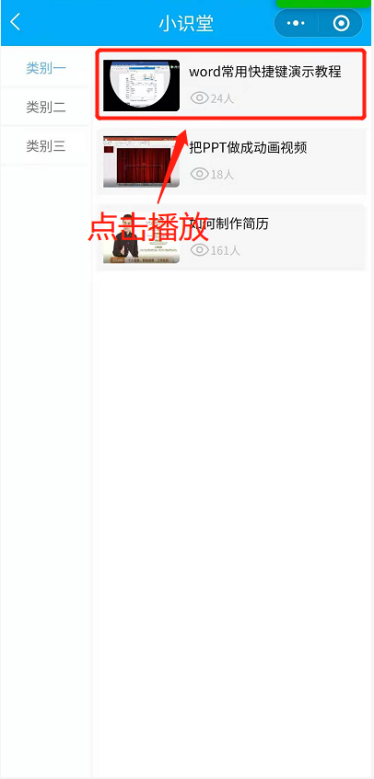 小识堂
类别一
类别二
类别三
word常用快捷键演示教程
24人
把PPT做成动画视频
18人
点击播放
如何制作简历
161人